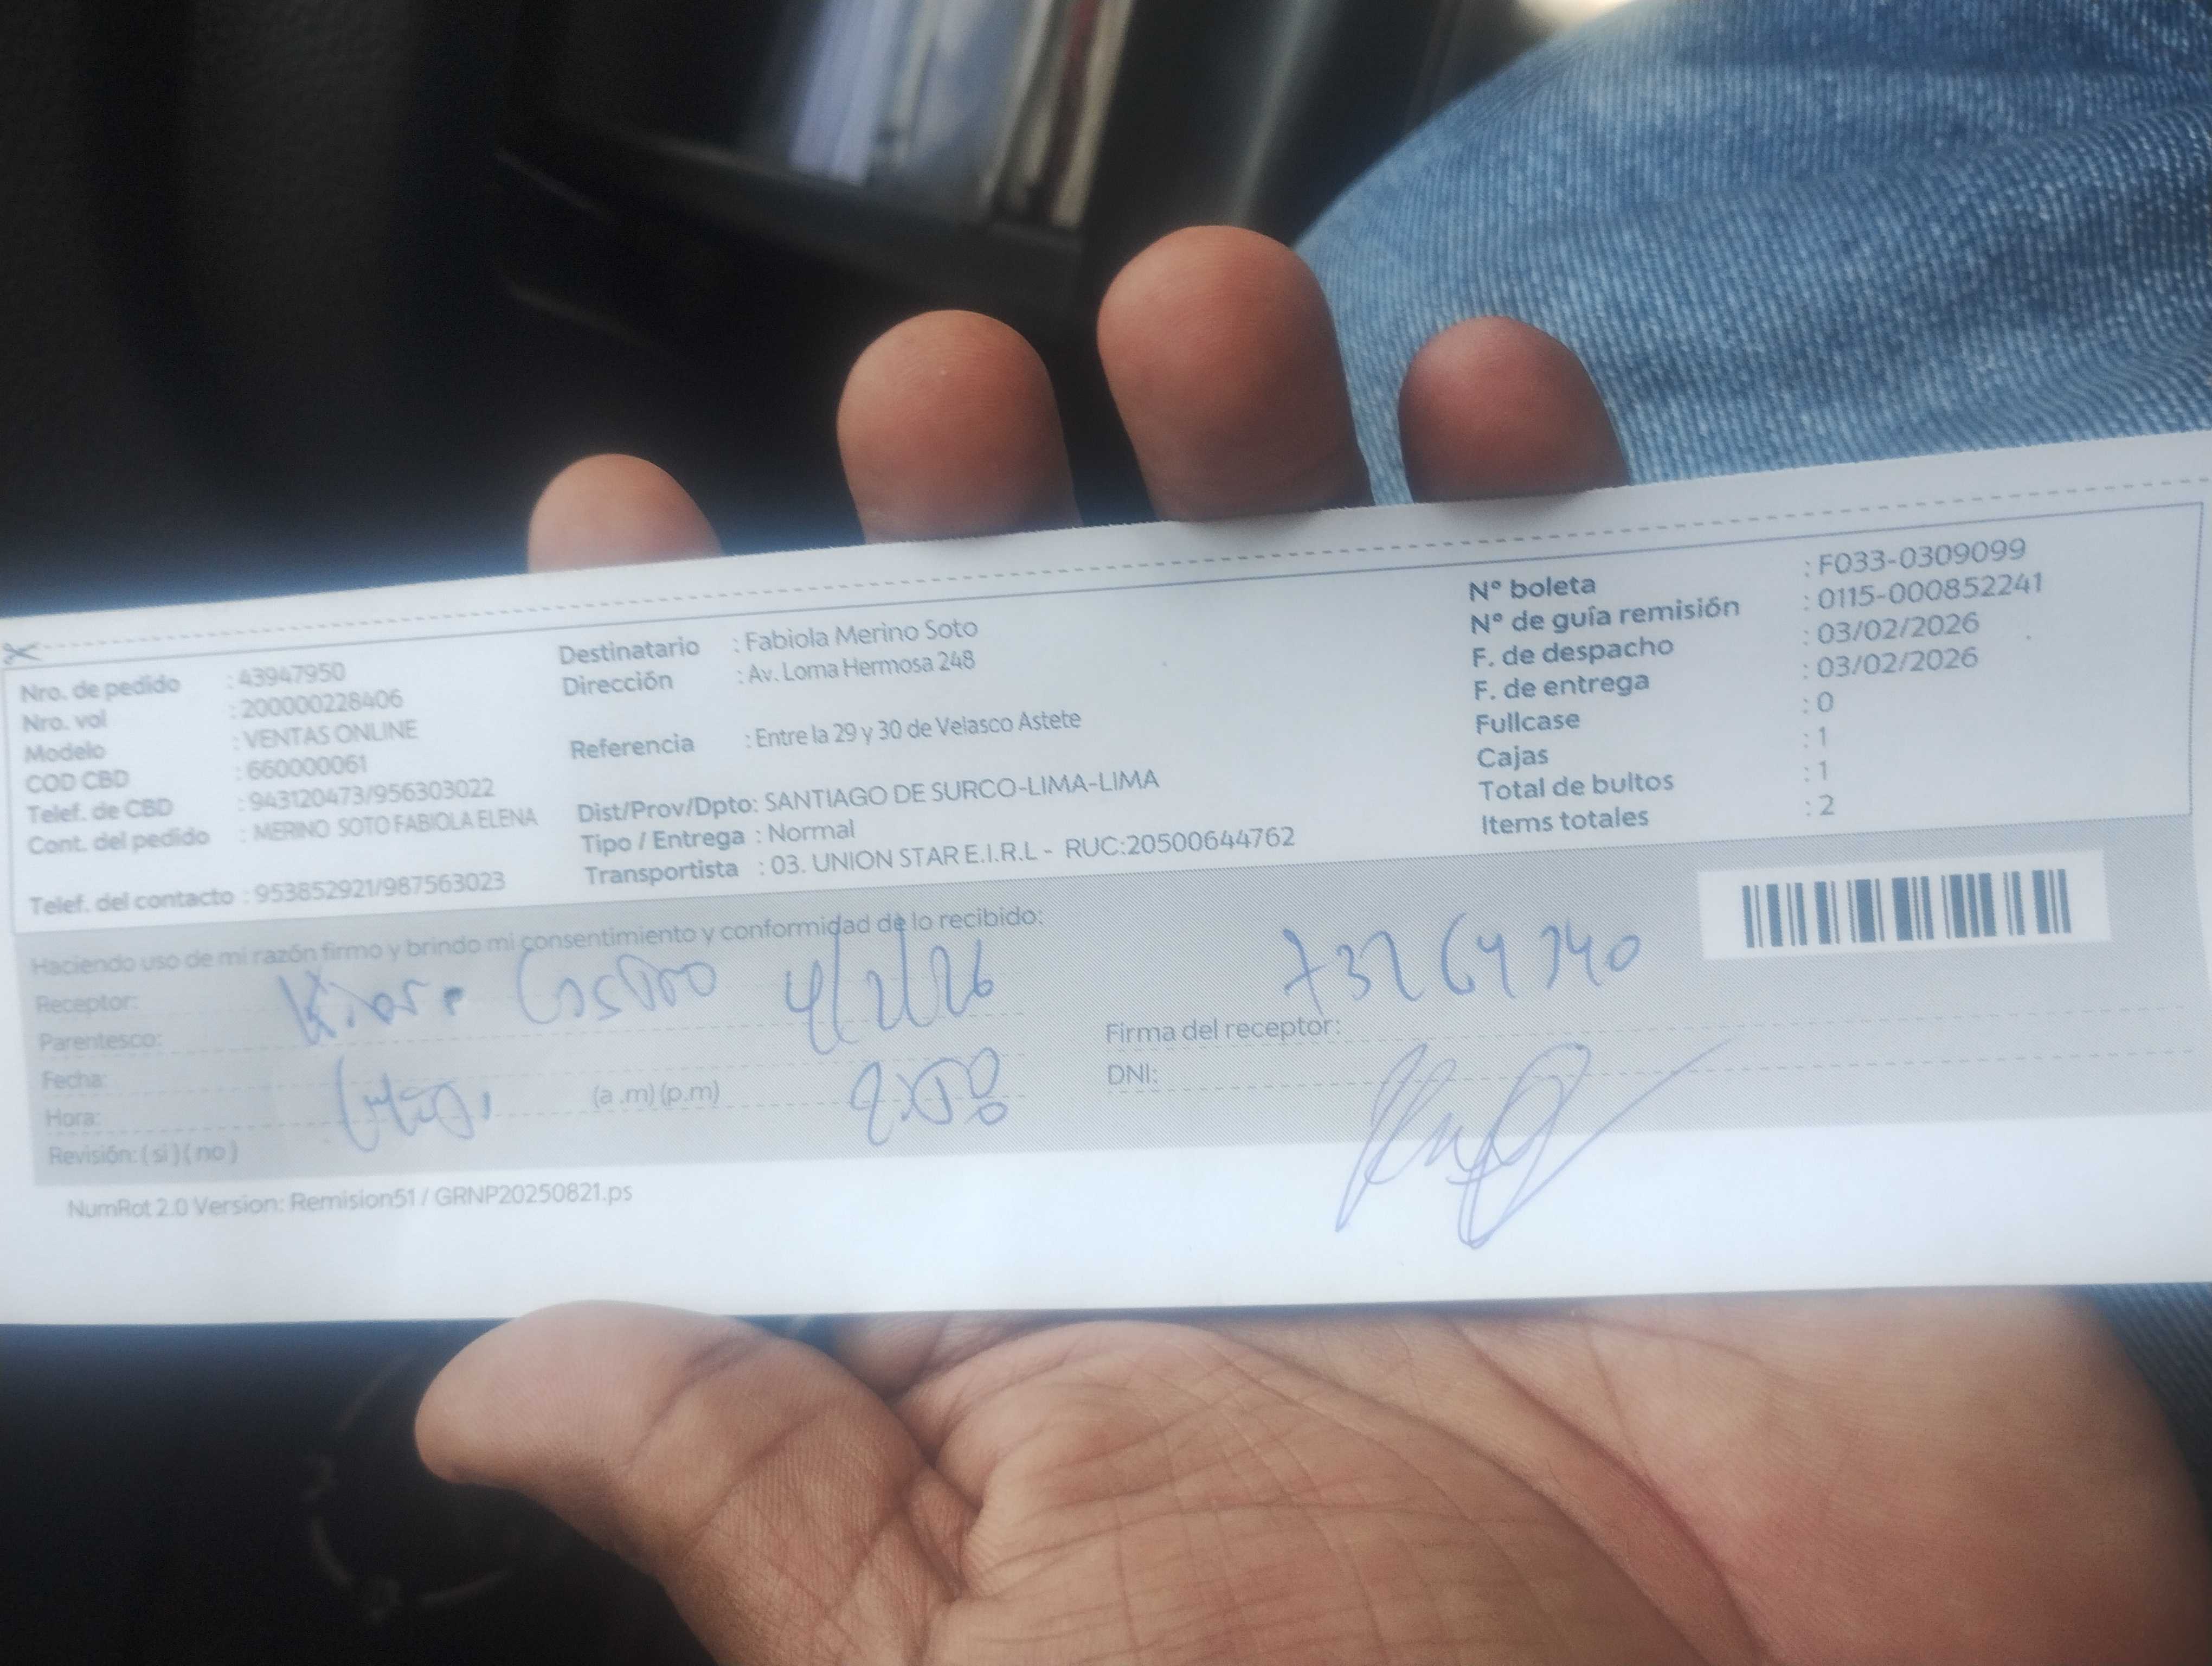 Nro. de pedido : 43947950
Nro. vol : 200000228406
Modelo : VENTAS ONLINE
COD CBD : 660000061
Telef. de CBD : 943120473/956303022
Cont. del pedido : MERINO SOTO FABIOLA ELENA
Telef. del contacto : 953852921/987563023
Destinatario : Fabiola Merino Soto
Dirección : Av. Loma Hermosa 248
Referencia : Entre la 29 y 30 de Velasco Astete
Dist/Prov/Dpto: SANTIAGO DE SURCO-LIMA-LIMA
Tipo / Entrega : Normal
Transportista : 03. UNION STAR E.I.R.L - RUC:20500644762
N° boleta : F033-0309099
N° de guía remisión : 0115-000852241
F. de despacho : 03/02/2026
F. de entrega : 03/02/2026
Fullcase : 0
Cajas : 1
Total de bultos : 1
Items totales : 2
Haciendo uso de mi razón firmo y brindo mi consentimiento y conformidad de lo recibido:
Receptor: Castro 4/2/26
Parentesco:
Fecha:
Hora: (a .m) (p.m)
Revisión: ( si ) ( no )
73264740
Firma del receptor:
DNI:
NumRot 2.0 Version: Remision51 / GRNP20250821.ps